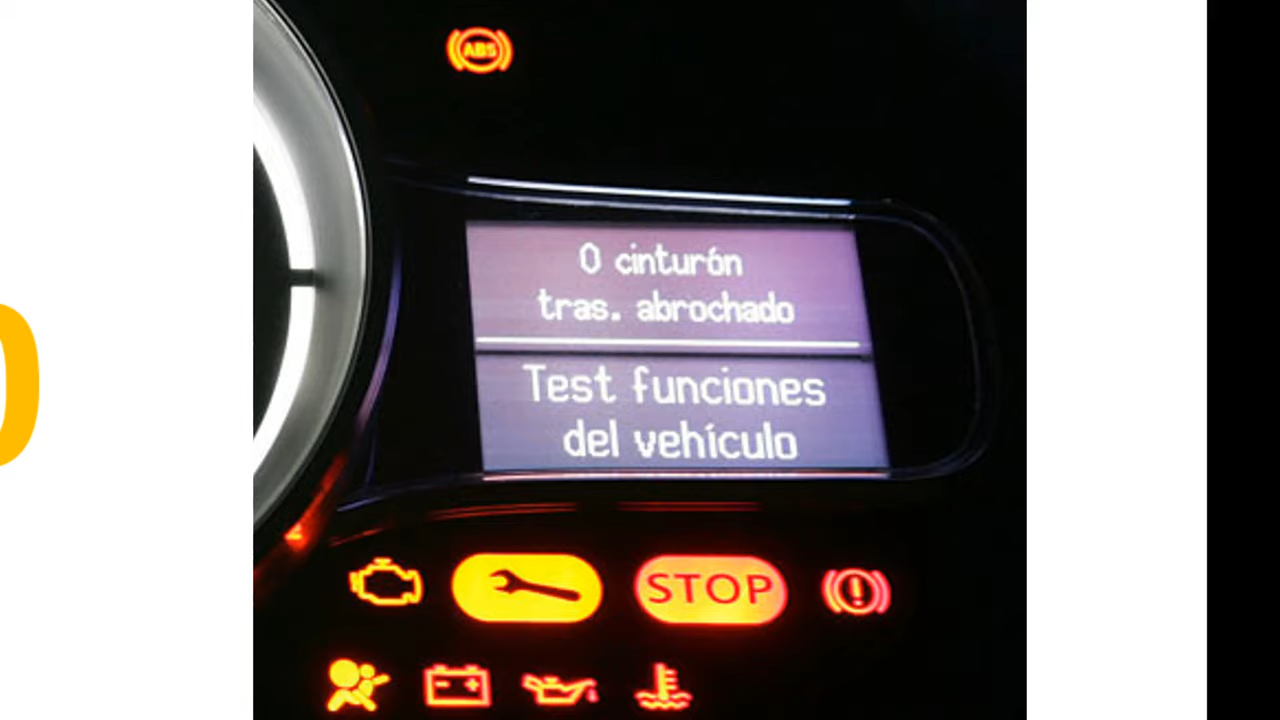 ABS
0 cinturón
tras. abrochado
Test funciones
del vehículo
STOP